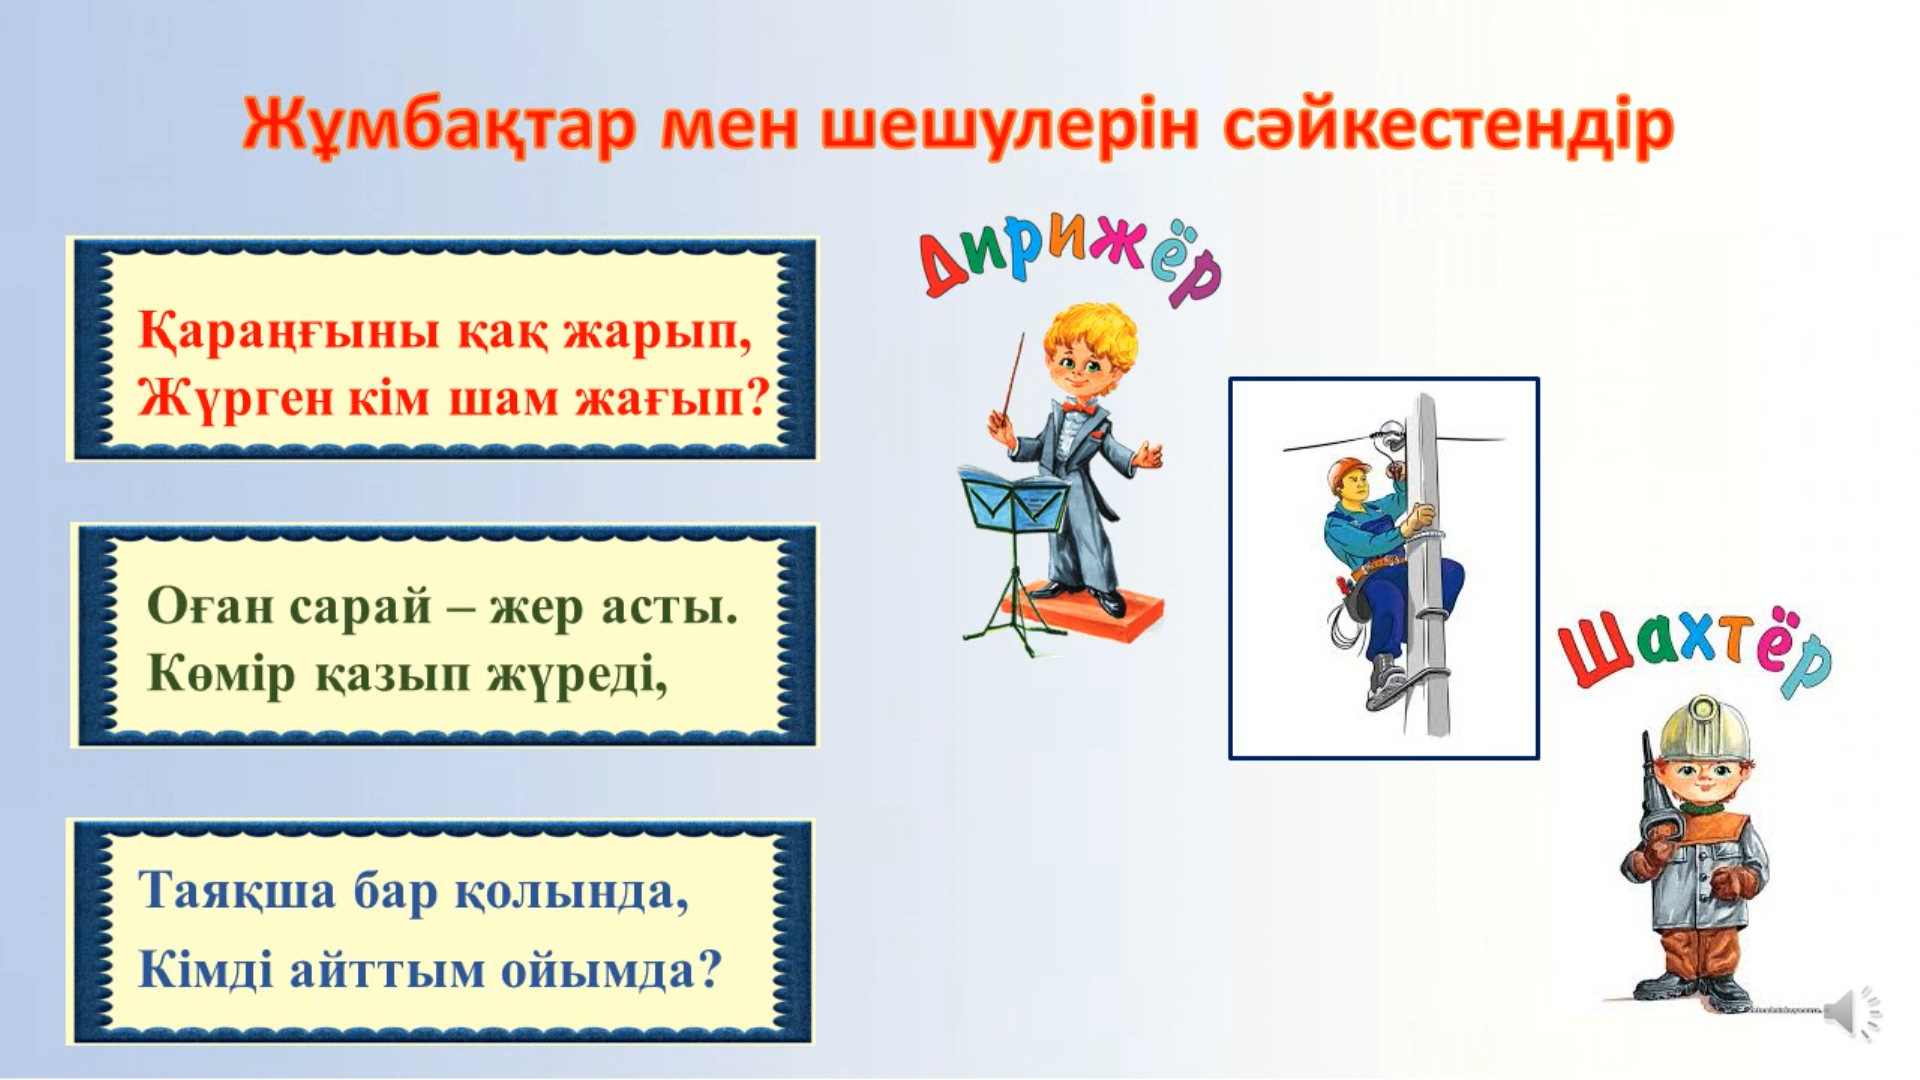 Жұмбақтар мен шешулерін сәйкестендір
Қараңғыны қақ жарып,
Жүрген кім шам жағып?
Оған сарай – жер асты.
Көмір қазып жүреді,
Таяқша бар қолында,
Кімді айттым ойымда?
Дирижёр
Шахтёр